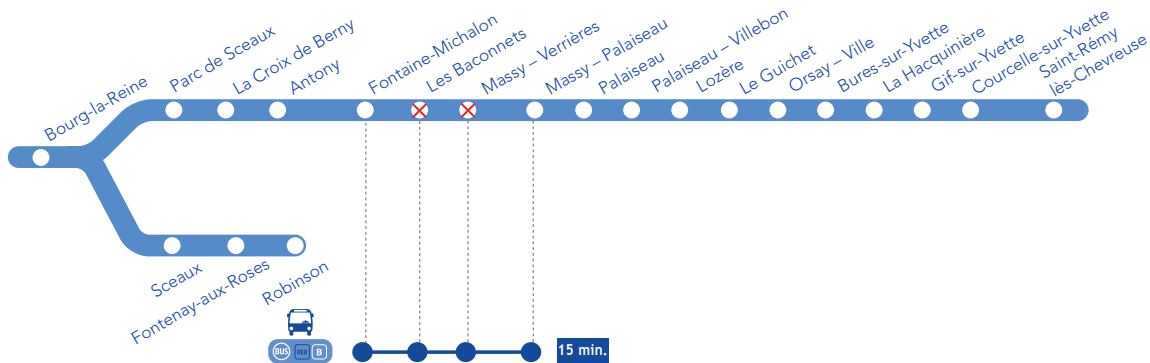 Bourg-la-Reine
Parc de Sceaux
La Croix de Berny
Antony
Fontaine-Michalon
Les Baconnets
Massy – Verrières
Massy – Palaiseau
Palaiseau
Palaiseau – Villebon
Lozère
Le Guichet
Orsay – Ville
Bures-sur-Yvette
La Hacquinière
Gif-sur-Yvette
Courcelle-sur-Yvette
Saint-Rémy
lès-Chevreuse
Sceaux
Fontenay-aux-Roses
Robinson
BUS RER B
15 min.